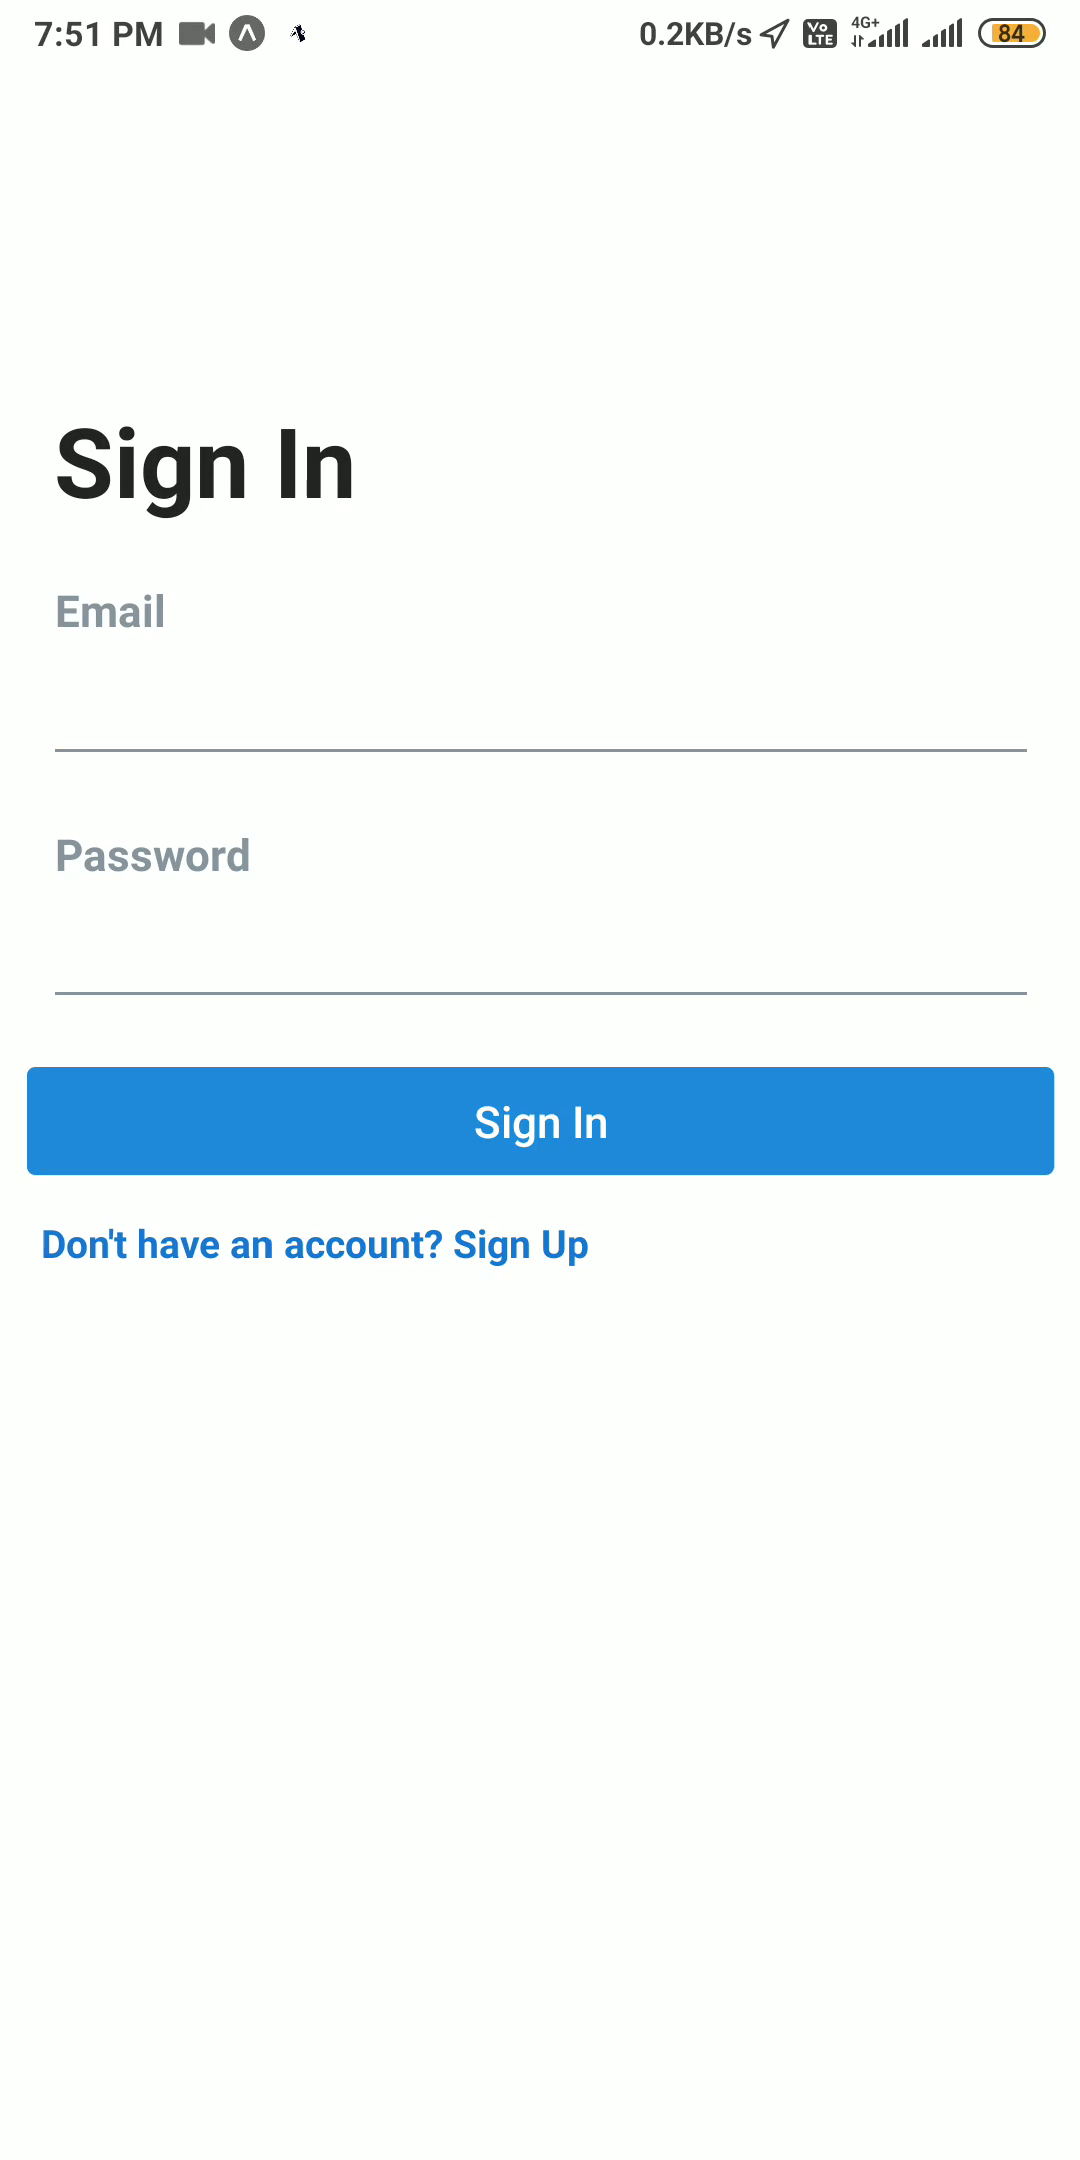 7:51 PM 0.2KB/s Vo LTE 4G+ 84
Sign In
Email
Password
Sign In
Don't have an account? Sign Up